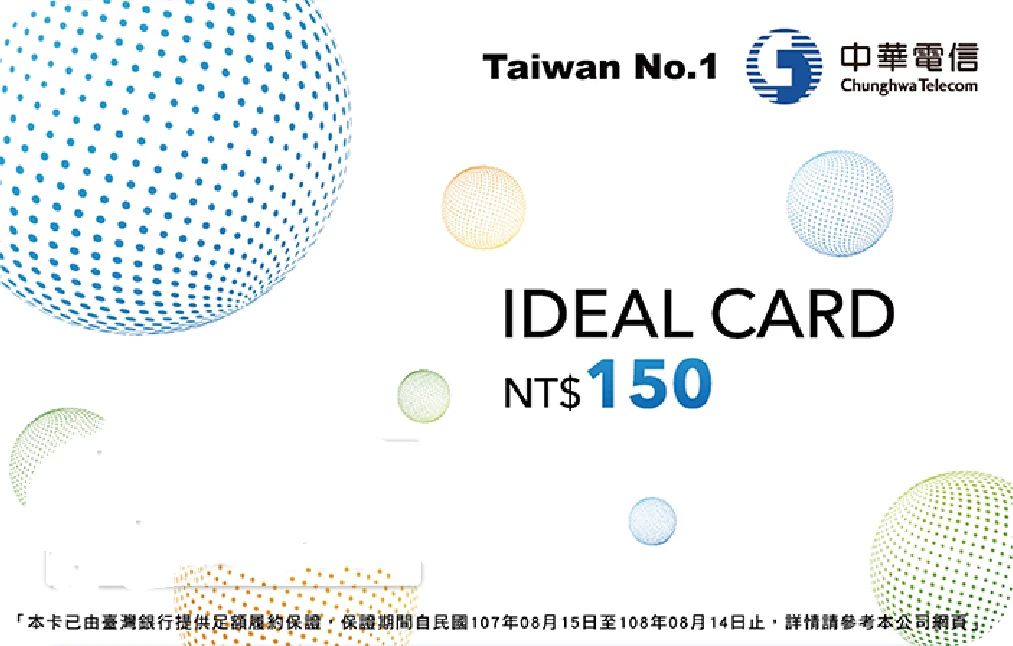 Taiwan No.1
中華電信
Chunghwa Telecom
IDEAL CARD
NT$150
「本卡已由臺灣銀行提供足額履約保證，保證期間自民國107年08月15日至108年08月14日止，詳情請參考本公司網頁」